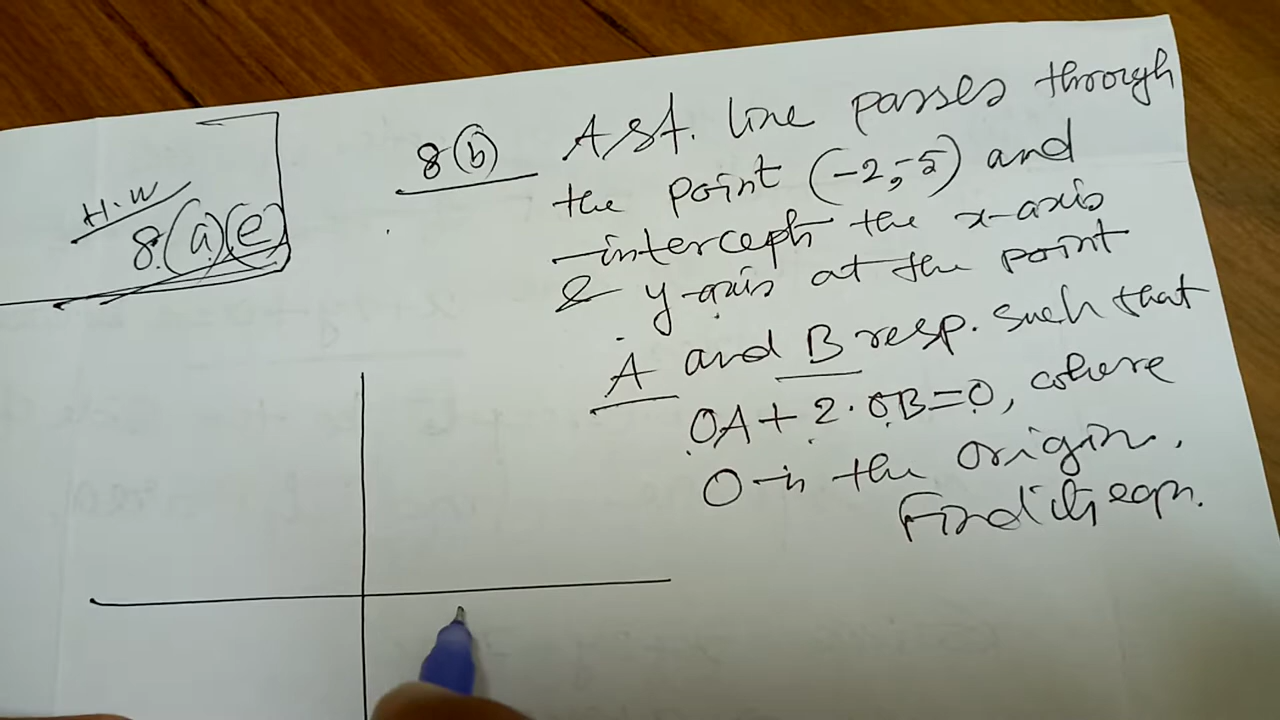 H.W
8.(a)(e)
8(b) A st. line passes through
the point (-2,-5) and
intercepts the x-axis
& y-axis at the point
A and B resp. such that
OA + 2·OB = 0, where
O is the origin.
Find its eqn.